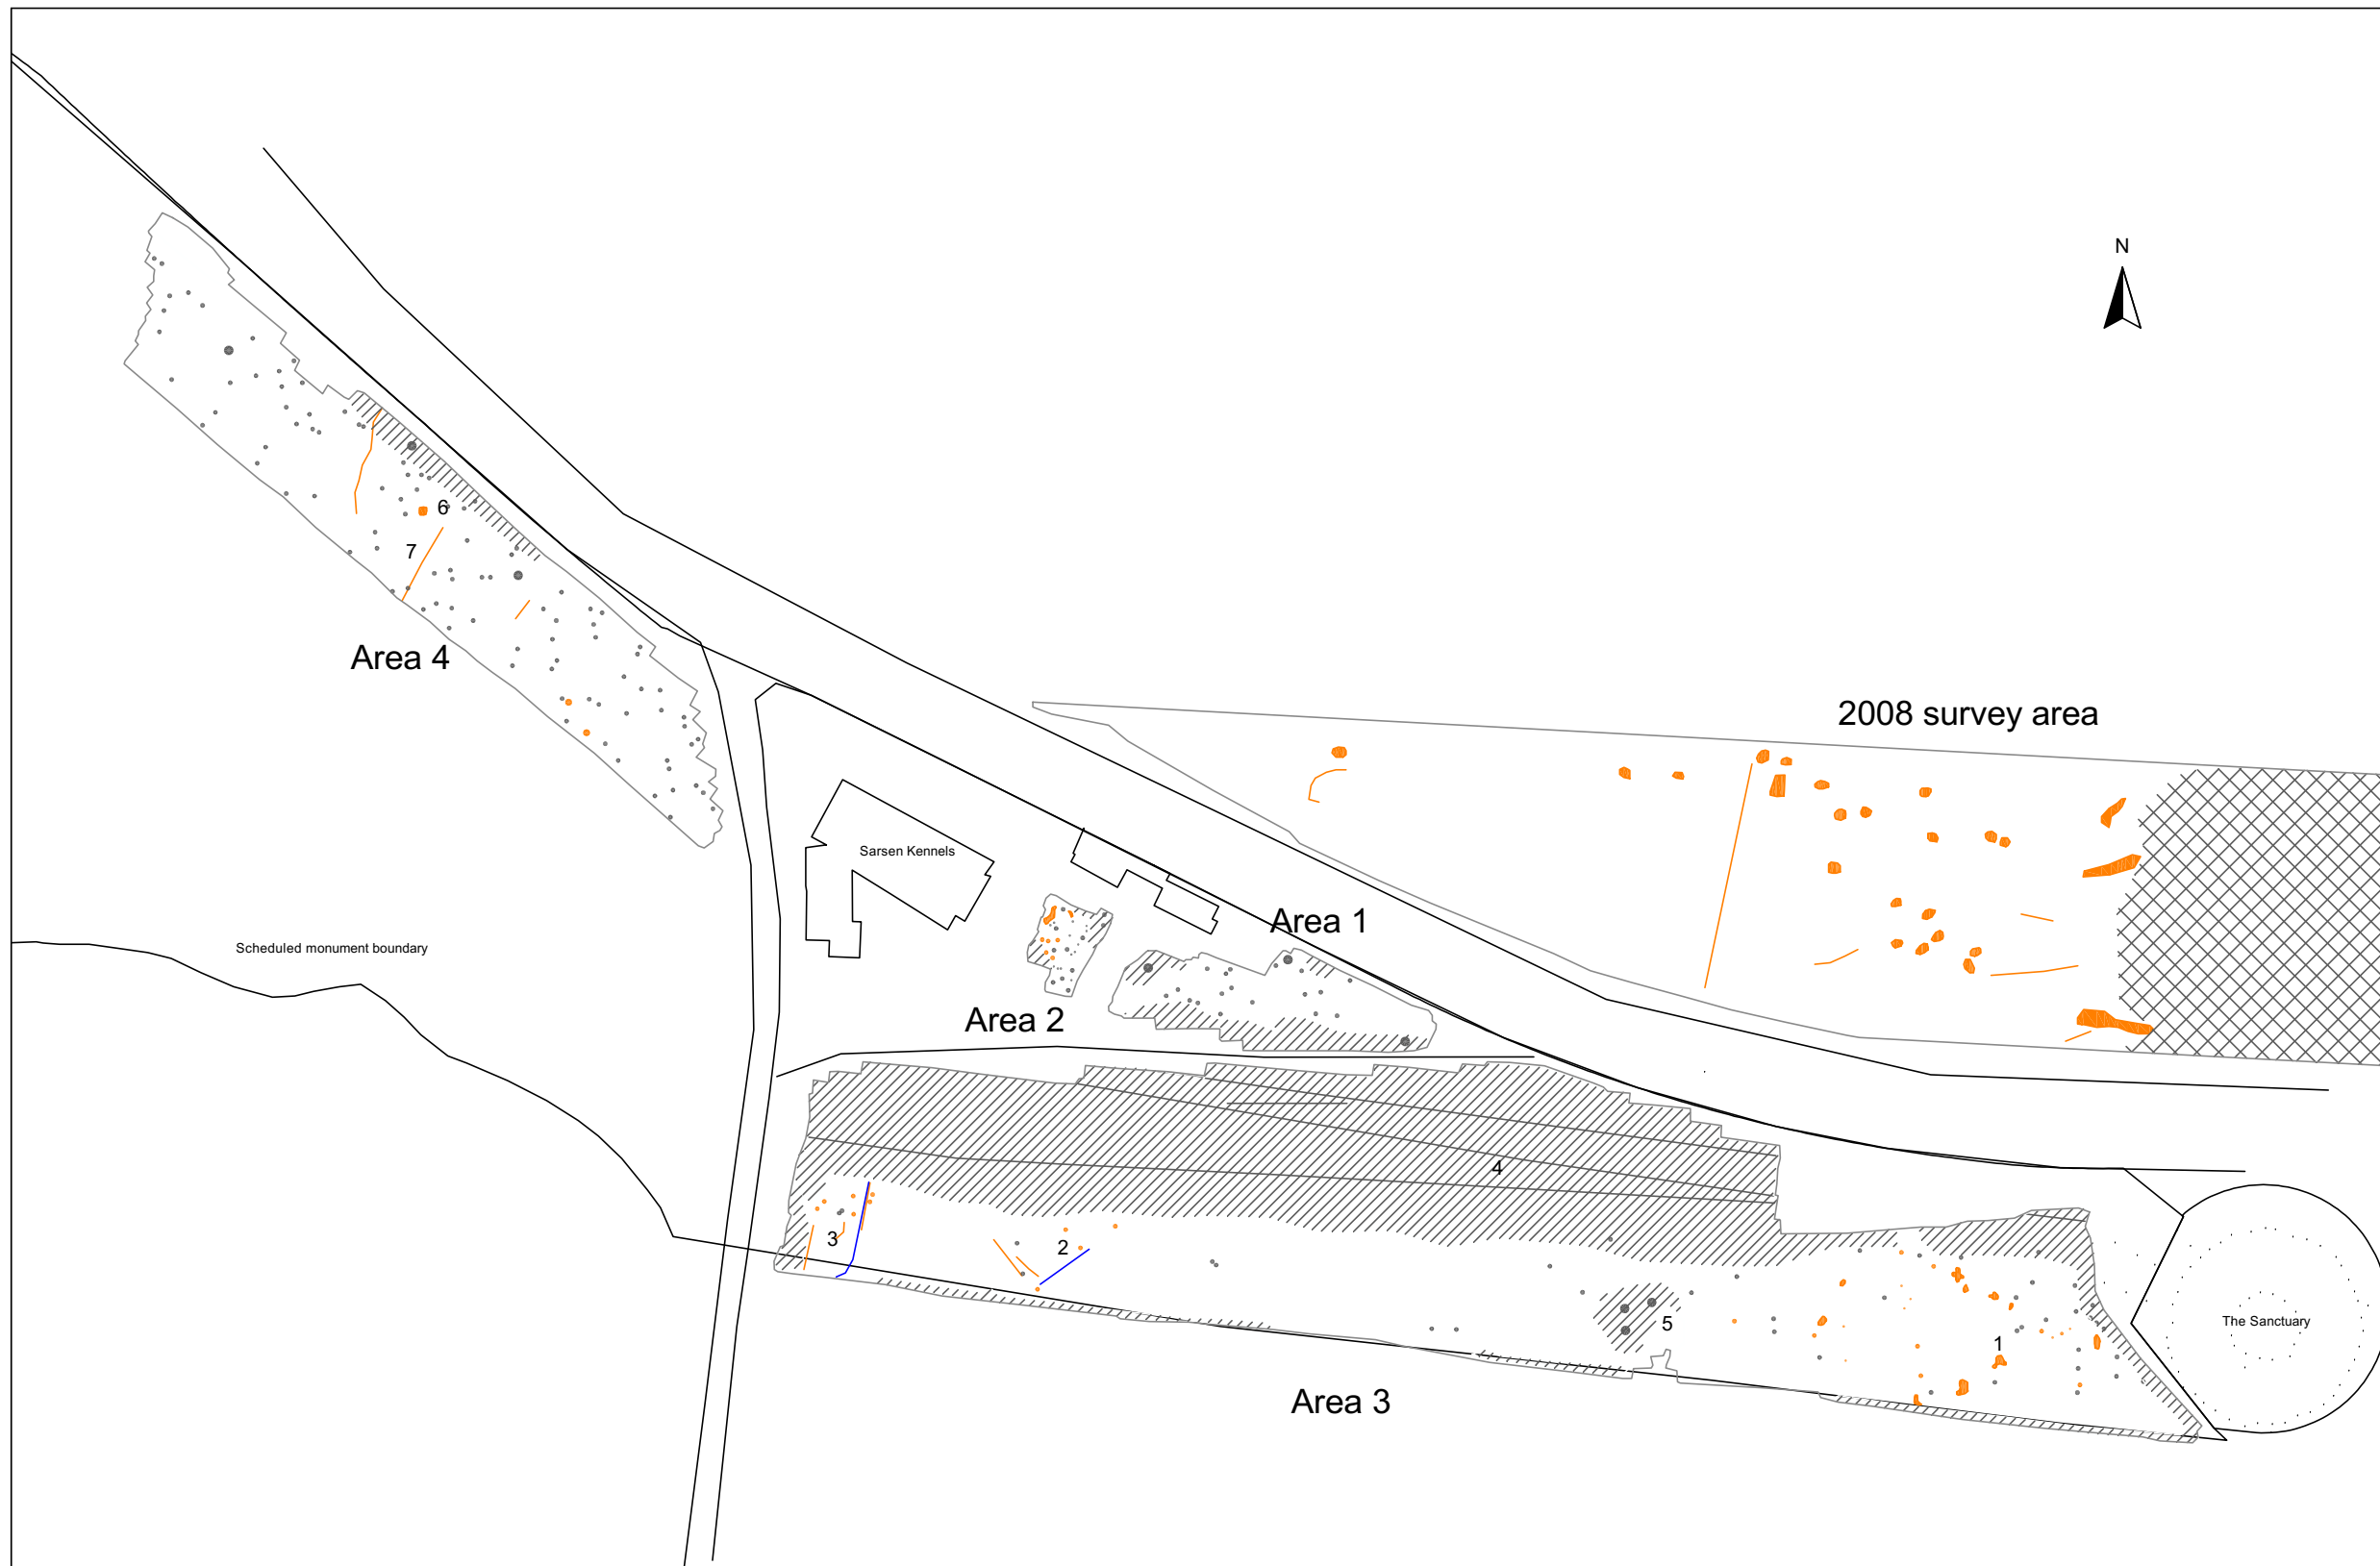 N
6
7
Area 4
2008 survey area
Sarsen Kennels
Area 1
Scheduled monument boundary
Area 2
4
3
2
5
The Sanctuary
1
Area 3